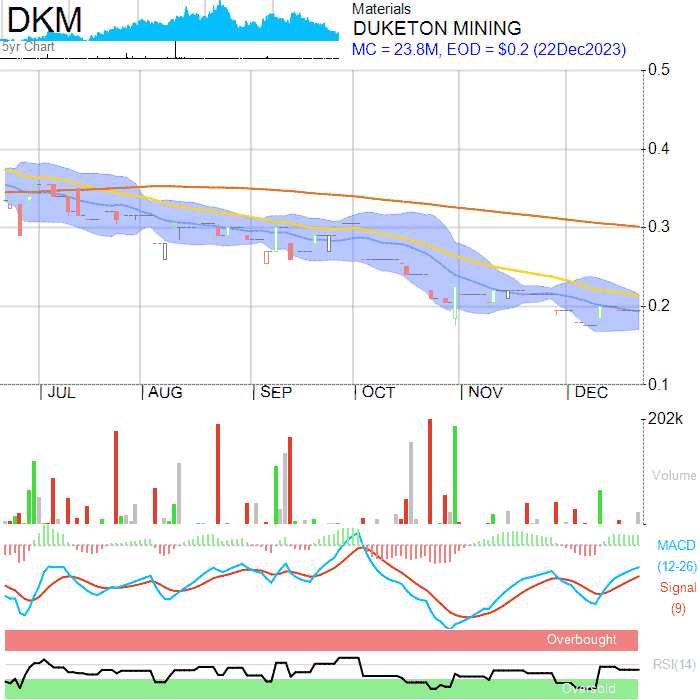 DKM
5yr Chart
Materials
DUKETON MINING
MC = 23.8M, EOD = $0.2 (22Dec2023)
0.5
0.4
0.3
0.2
0.1
JUL AUG SEP OCT NOV DEC
202k
Volume
MACD
(12-26)
Signal
(9)
Overbought
RSI(14)
Oversold